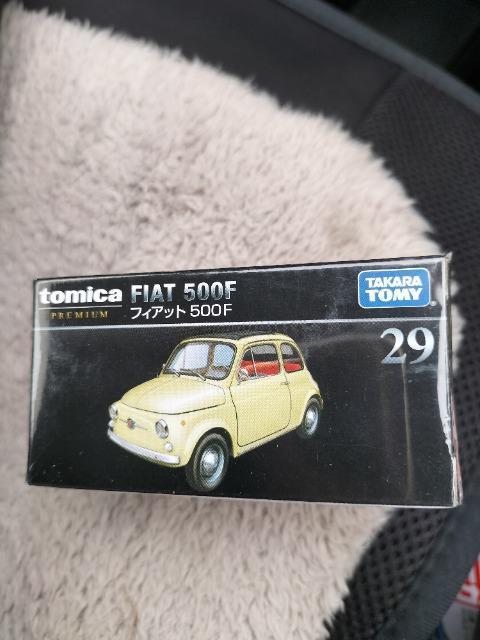 tomica FIAT 500F
PREMIUM フィアット 500F
TAKARA
TOMY
29